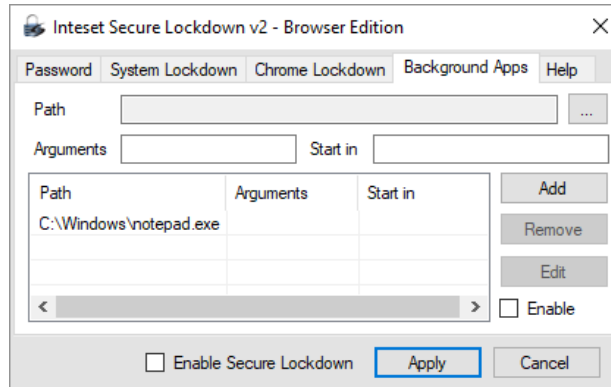 Inteset Secure Lockdown v2 - Browser Edition
Password System Lockdown Chrome Lockdown Background Apps Help
Path ...
Arguments Start in
Path Arguments Start in Add
C:\Windows\notepad.exe
Remove
Edit
Enable
Enable Secure Lockdown Apply Cancel